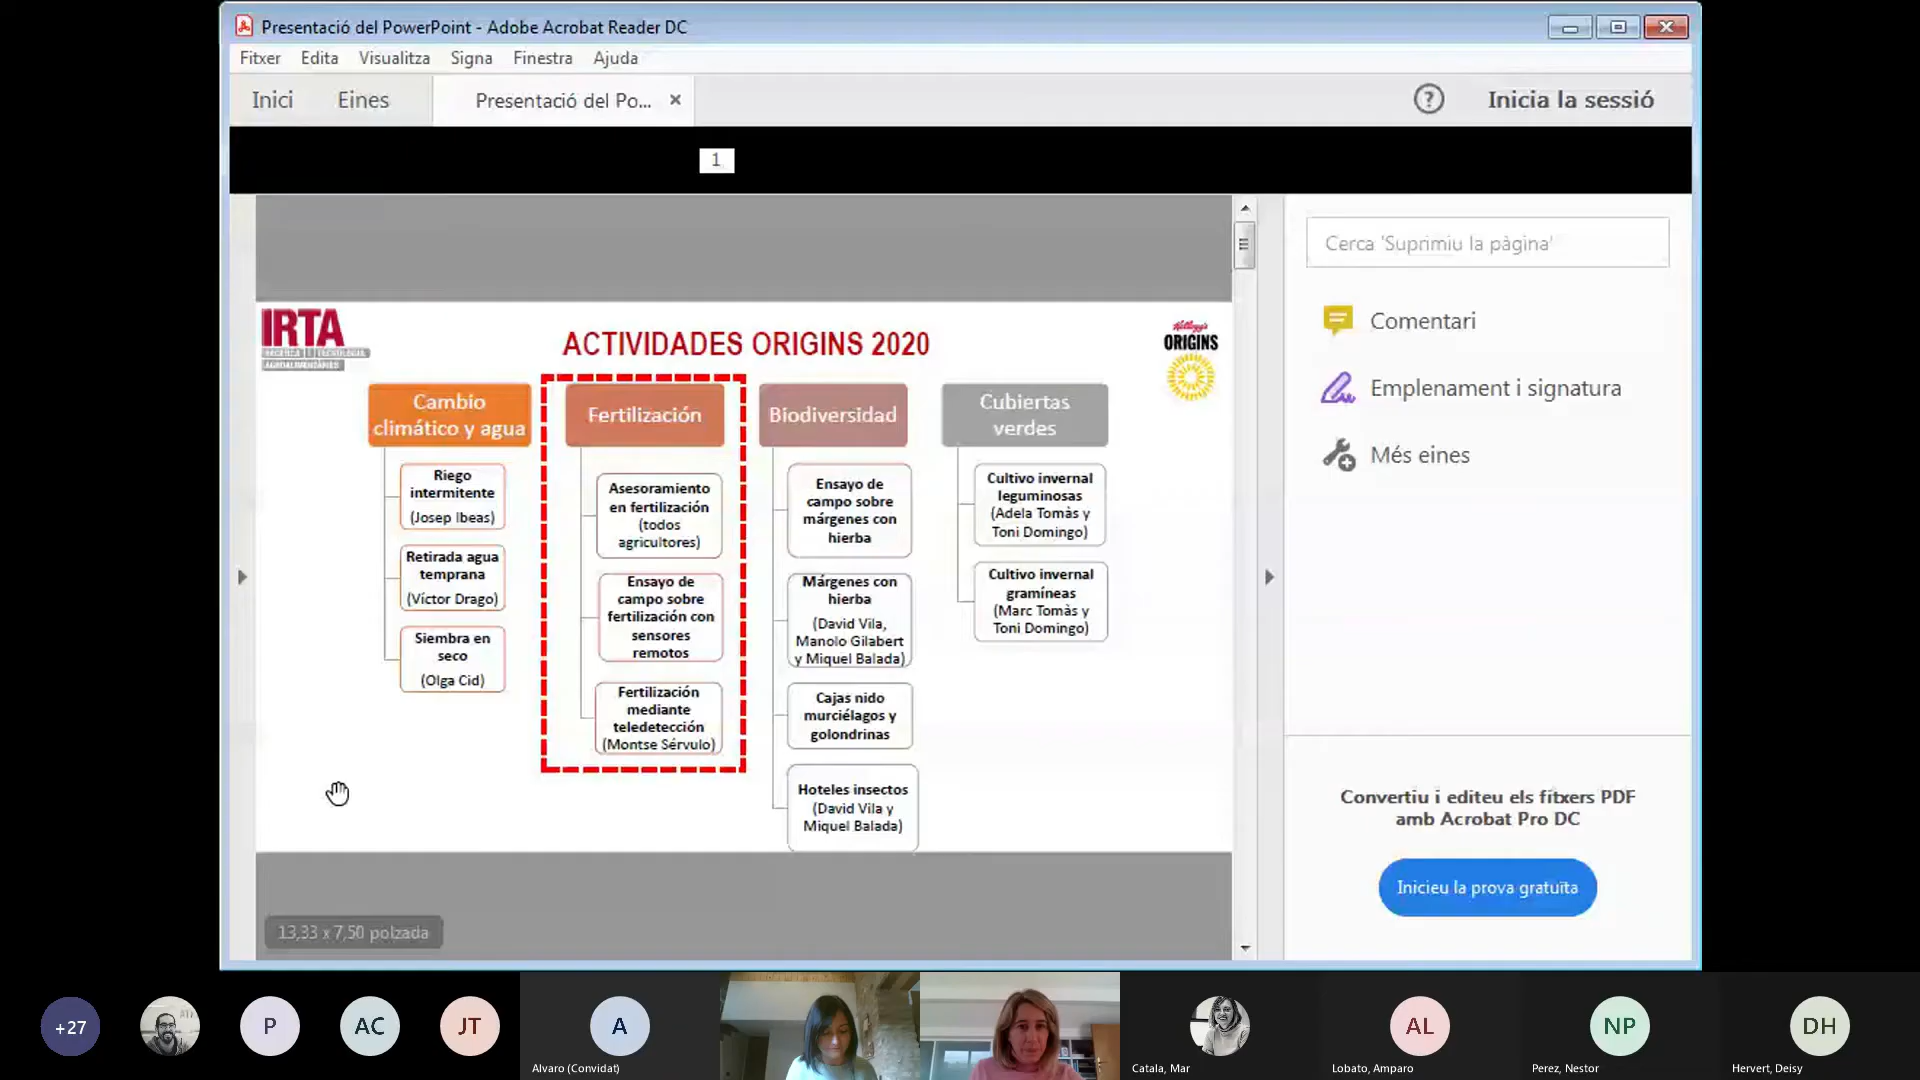 Presentació del PowerPoint - Adobe Acrobat Reader DC
Fitxer Edita Visualitza Signa Finestra Ajuda
Inici Eines Presentació del Po... Inicia la sessió
1
Cerca 'Suprimiu la pàgina'
Comentari
Emplenament i signatura
Més eines
Convertiu i editeu els fitxers PDF
amb Acrobat Pro DC
Inicieu la prova gratuïta
IRTA
RECERCA I TECNOLOGIA
AGROALIMENTÀRIES
ACTIVIDADES ORIGINS 2020
Kellogg's
ORIGINS
Cambio
climático y agua
Riego
intermitente
(Josep Ibeas)
Retirada agua
temprana
(Víctor Drago)
Siembra en
seco
(Olga Cid)
Fertilización
Asesoramiento
en fertilización
(todos
agricultores)
Ensayo de
campo sobre
fertilización con
sensores
remotos
Fertilización
mediante
teledetección
(Montse Sérvulo)
Biodiversidad
Ensayo de
campo sobre
márgenes con
hierba
Márgenes con
hierba
(David Vila,
Manolo Gilabert
y Miquel Balada)
Cajas nido
murciélagos y
golondrinas
Hoteles insectos
(David Vila y
Miquel Balada)
Cubiertas
verdes
Cultivo invernal
leguminosas
(Adela Tomàs y
Toni Domingo)
Cultivo invernal
gramíneas
(Marc Tomàs y
Toni Domingo)
13,33 x 7,50 polzada
+27
P
AC
JT
A
Alvaro (Convidat)
Catala, Mar
AL
Lobato, Amparo
NP
Perez, Nestor
DH
Hervert, Deisy